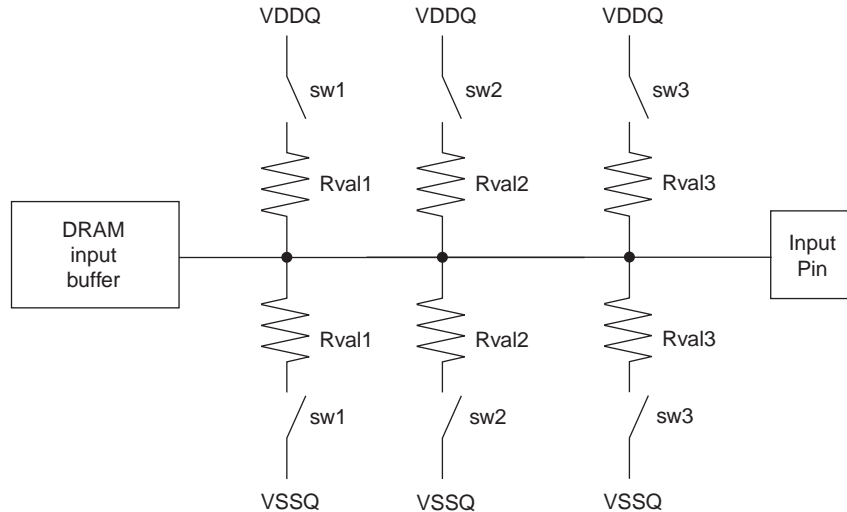 VDDQ
VDDQ
VDDQ
sw1
sw2
sw3
Rval1
Rval2
Rval3
DRAM
input
buffer
Input
Pin
Rval1
Rval2
Rval3
sw1
sw2
sw3
VSSQ
VSSQ
VSSQ